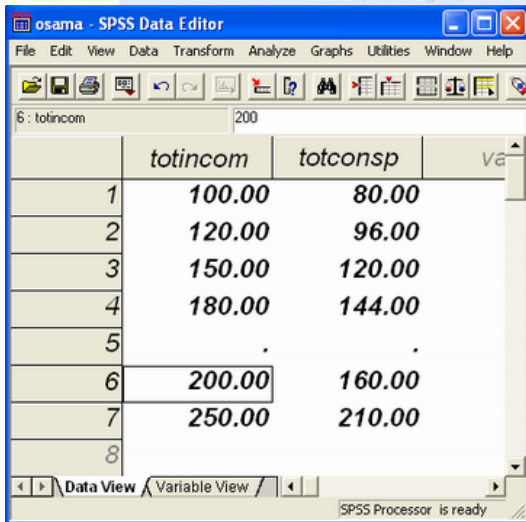 osama - SPSS Data Editor
File Edit View Data Transform Analyze Graphs Utilities Window Help
6 : totincom 200
totincom totconsp va
1 100.00 80.00
2 120.00 96.00
3 150.00 120.00
4 180.00 144.00
5 . .
6 200.00 160.00
7 250.00 210.00
8
Data View Variable View
SPSS Processor is ready